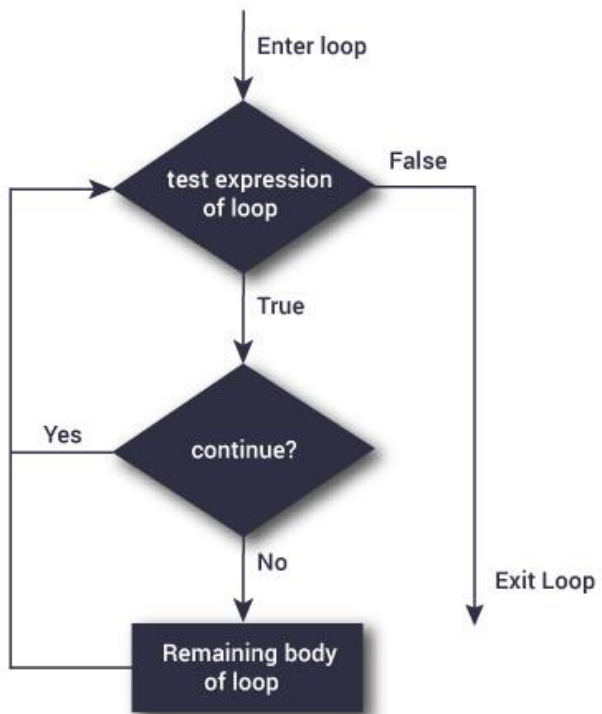 Enter loop
test expression
of loop
False
True
continue?
Yes
No
Exit Loop
Remaining body
of loop